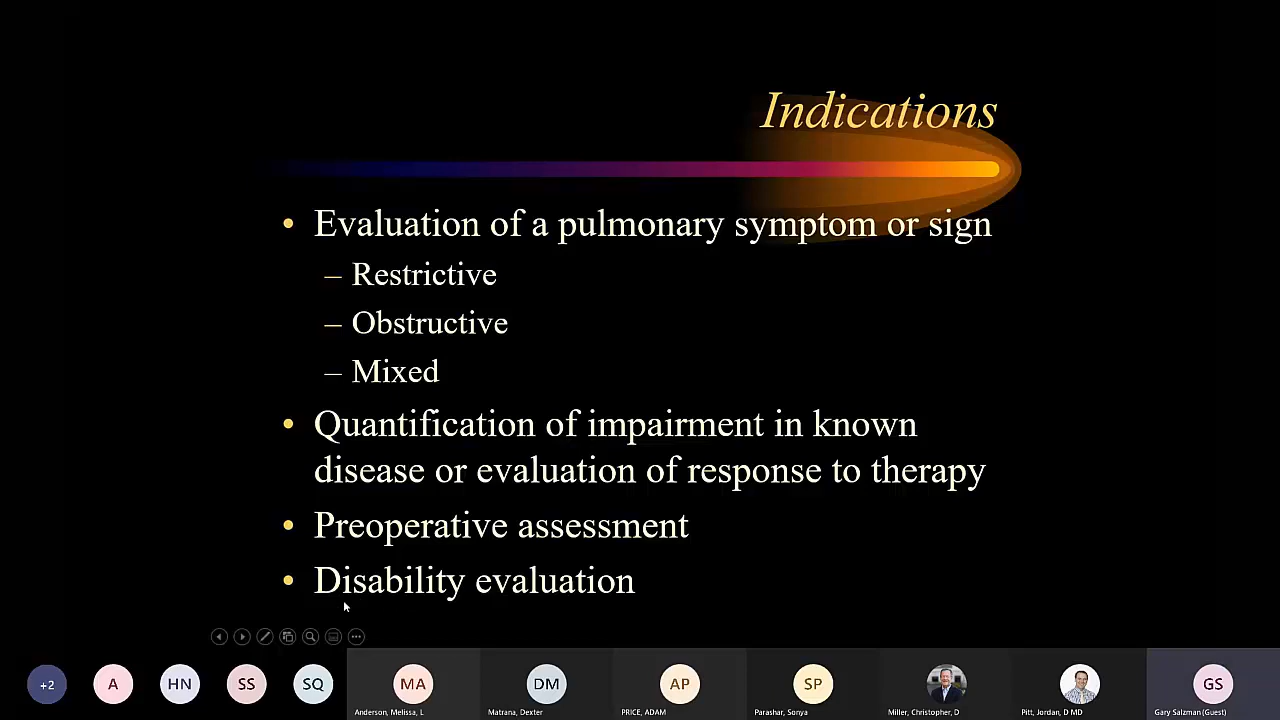 Indications
• Evaluation of a pulmonary symptom or sign
– Restrictive
– Obstructive
– Mixed
• Quantification of impairment in known
disease or evaluation of response to therapy
• Preoperative assessment
• Disability evaluation
+2
A
HN
SS
SQ
MA
DM
AP
SP
GS
Anderson, Melissa, L
Matrana, Dexter
PRICE, ADAM
Parashar, Sonya
Miller, Christopher, D
Pitt, Jordan, D MD
Gary Salzman (Guest)